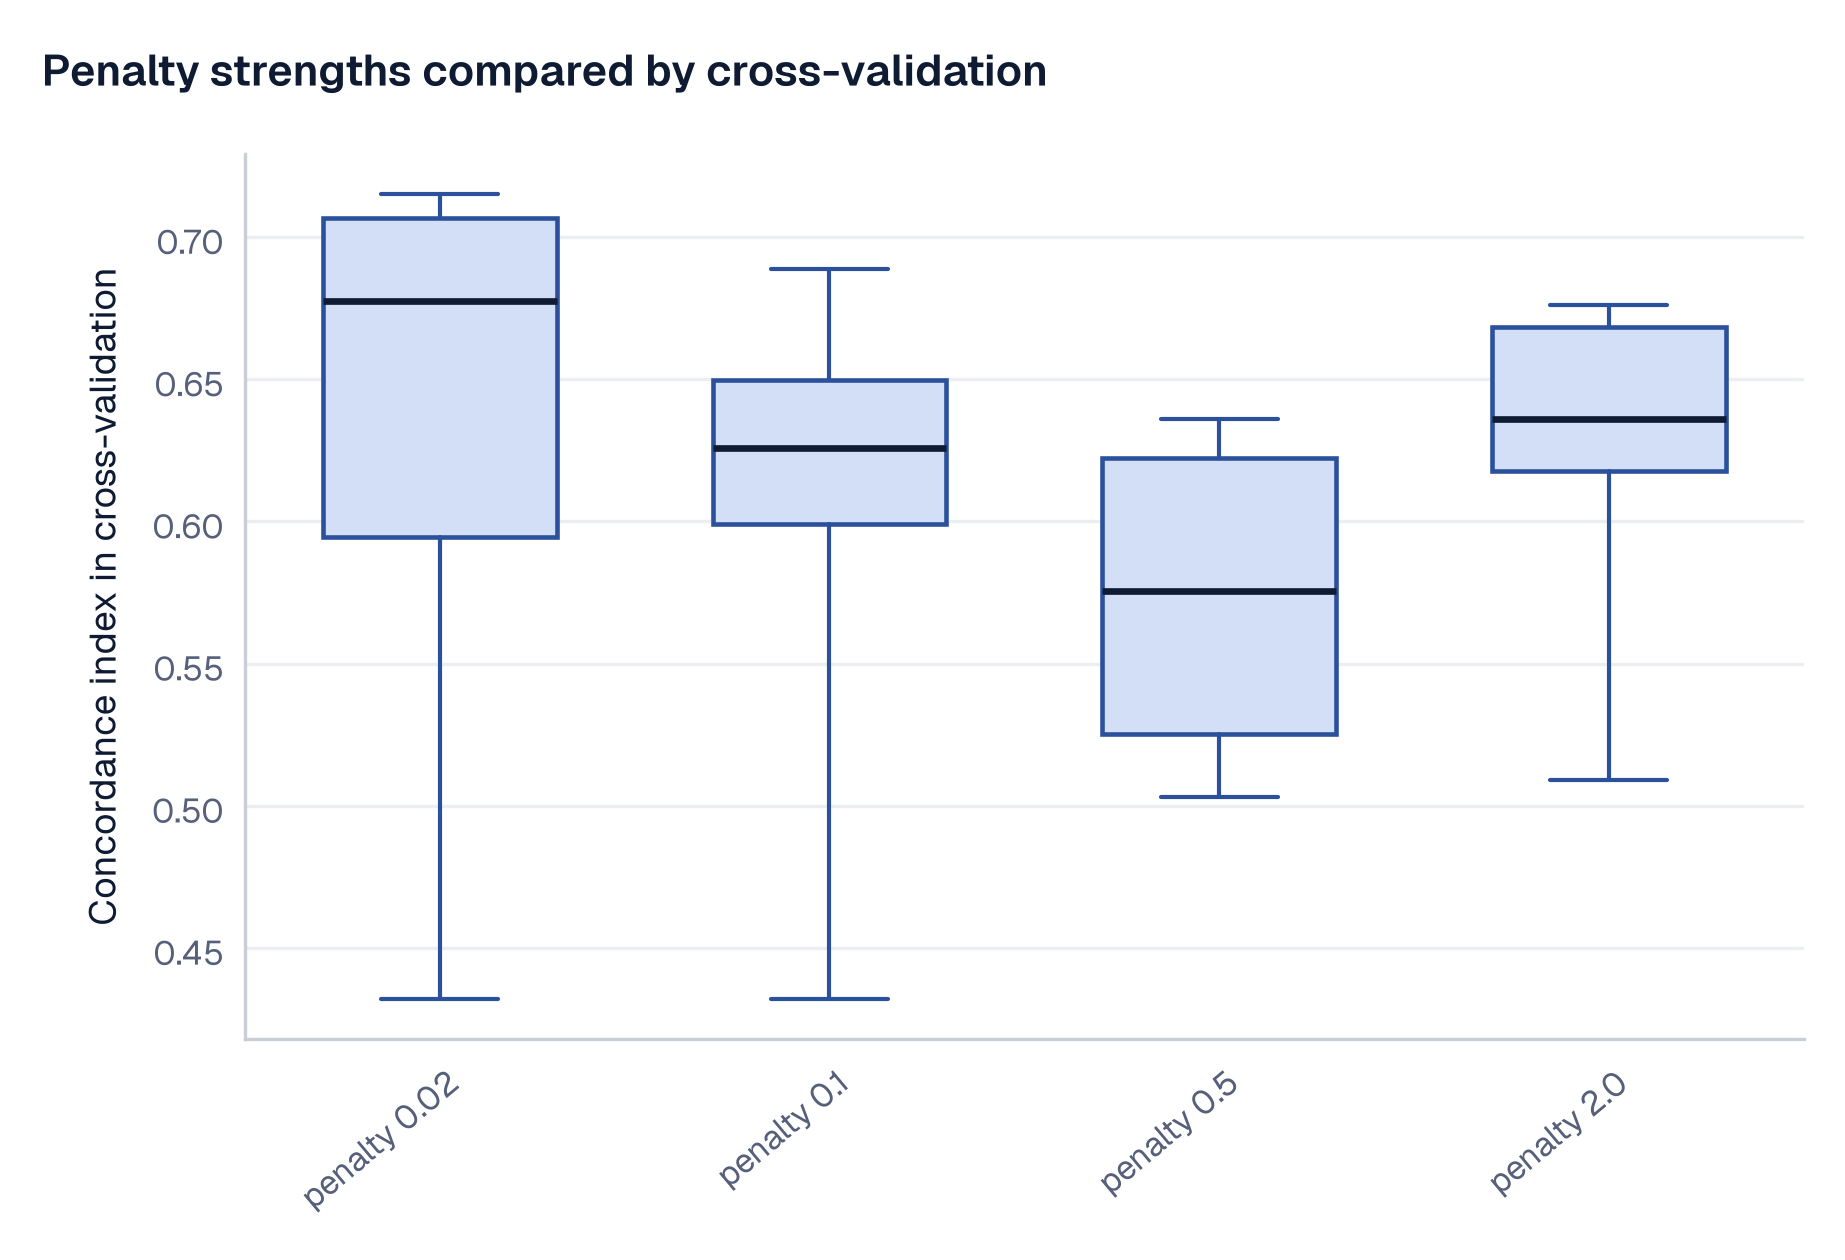 Penalty strengths compared by cross-validation
Concordance index in cross-validation
0.70
0.65
0.60
0.55
0.50
0.45
penalty 0.02
penalty 0.1
penalty 0.5
penalty 2.0